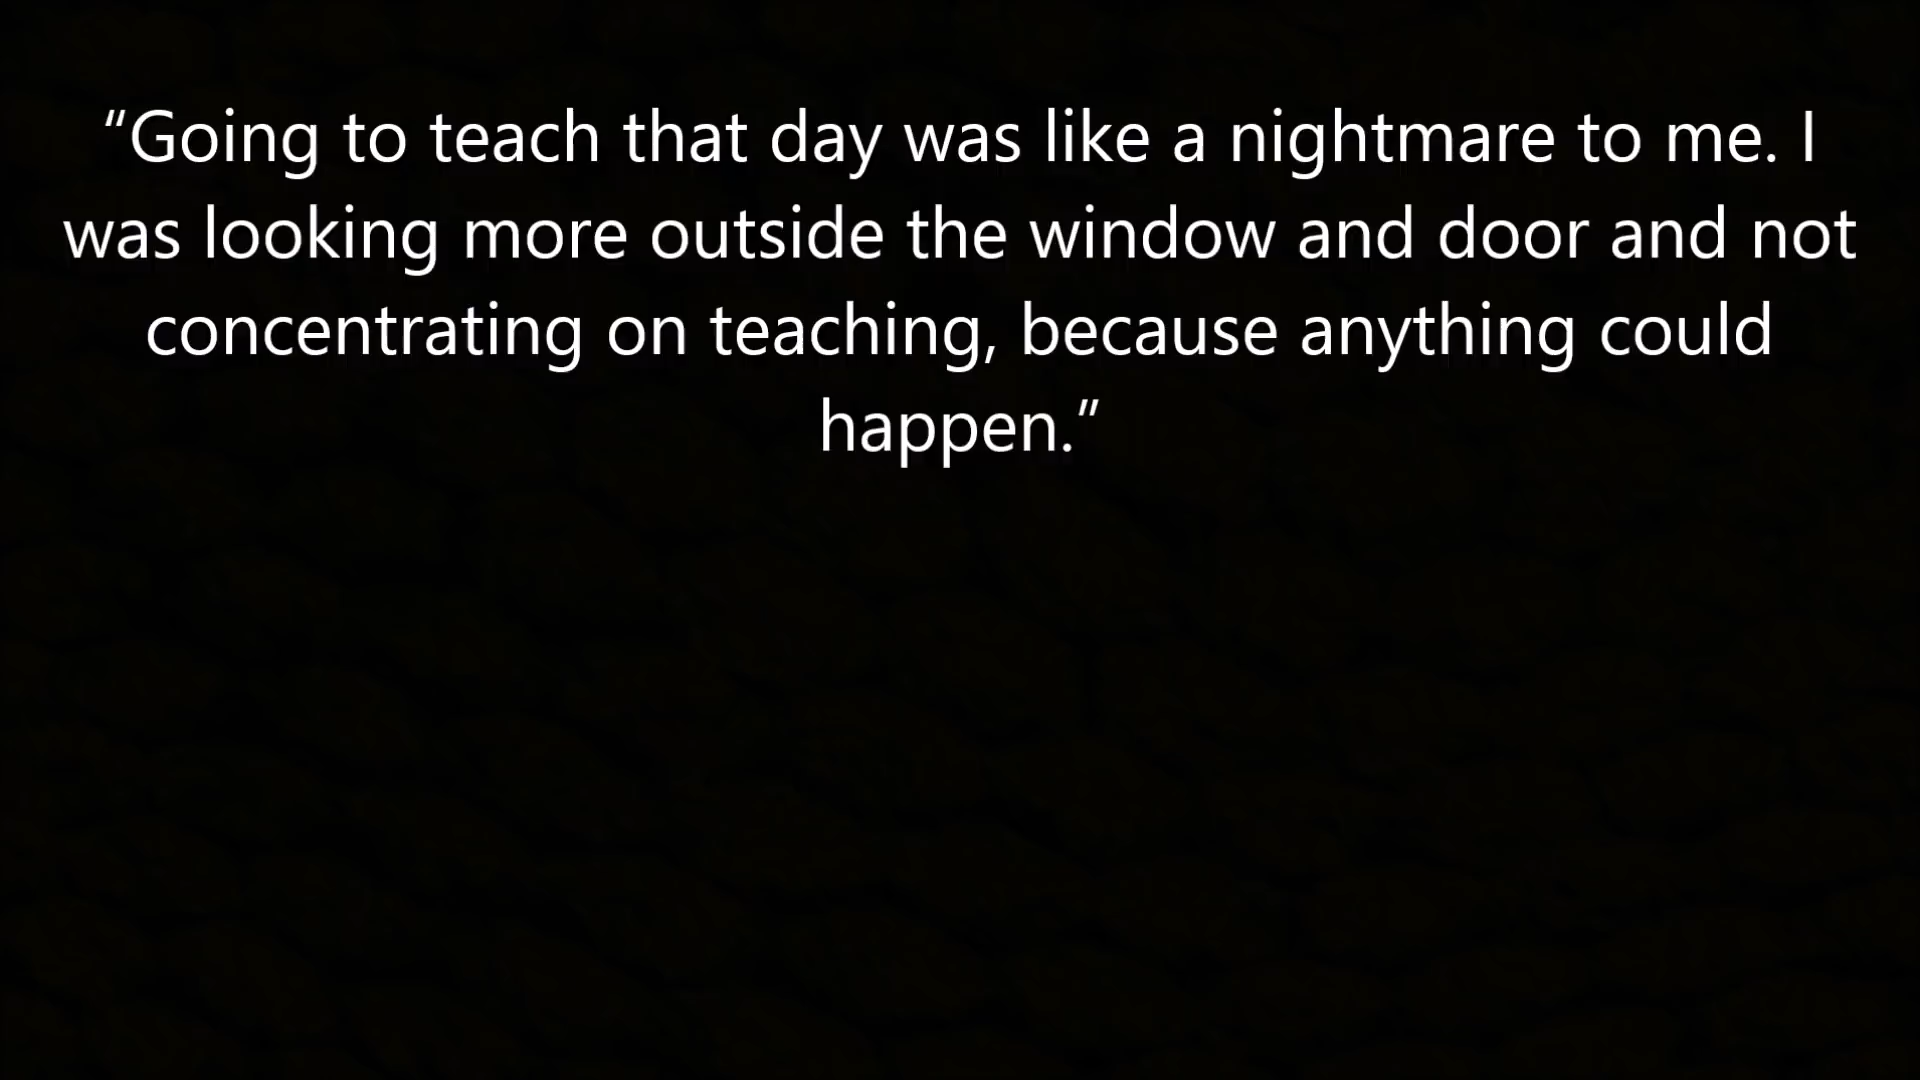 “Going to teach that day was like a nightmare to me. I
was looking more outside the window and door and not
concentrating on teaching, because anything could
happen.”